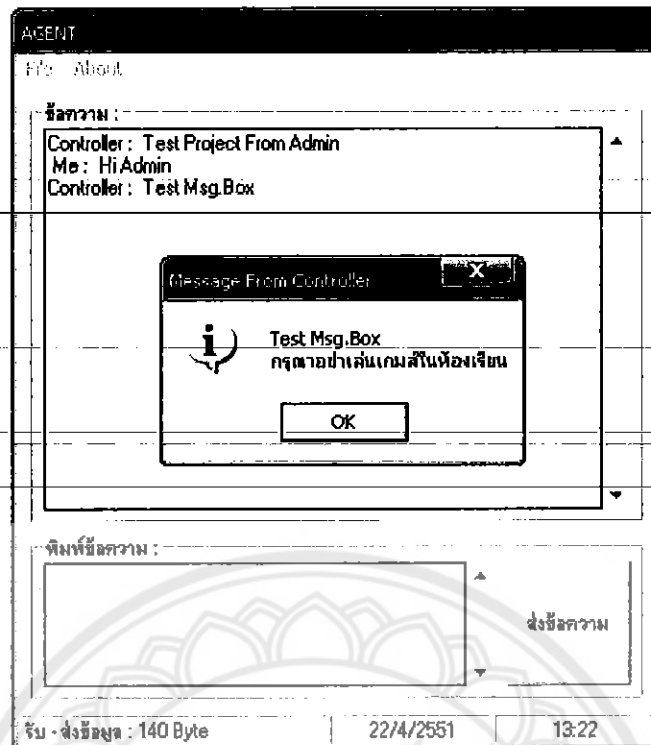 AGENT
File About
ข้อความ :
Controller : Test Project From Admin
Me : Hi Admin
Controller : Test Msg.Box
Message From Controller
X
Test Msg.Box
กรุณาอย่าเล่นเกมส์ในห้องเรียน
OK
พิมพ์ข้อความ :
ส่งข้อความ
รับ - ส่งข้อมูล : 140 Byte
22/4/2551
13:22